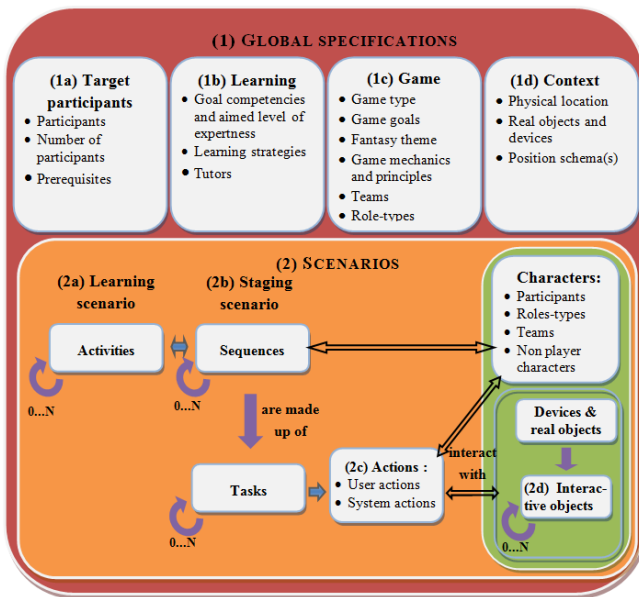 (1) GLOBAL SPECIFICATIONS
(1a) Target
participants
• Participants
• Number of
participants
• Prerequisites
(1b) Learning
• Goal competencies
and aimed level of
expertness
• Learning strategies
• Tutors
(1c) Game
• Game type
• Game goals
• Fantasy theme
• Game mechanics
and principles
• Teams
• Role-types
(1d) Context
• Physical location
• Real objects and
devices
• Position schema(s)
(2) SCENARIOS
(2a) Learning
scenario
Activities
0...N
(2b) Staging
scenario
Sequences
0...N
are made
up of
Tasks
0...N
(2c) Actions :
• User actions
• System actions
interact
with
Characters:
• Participants
• Roles-types
• Teams
• Non player
characters
Devices &
real objects
(2d) Interac-
tive objects
0...N